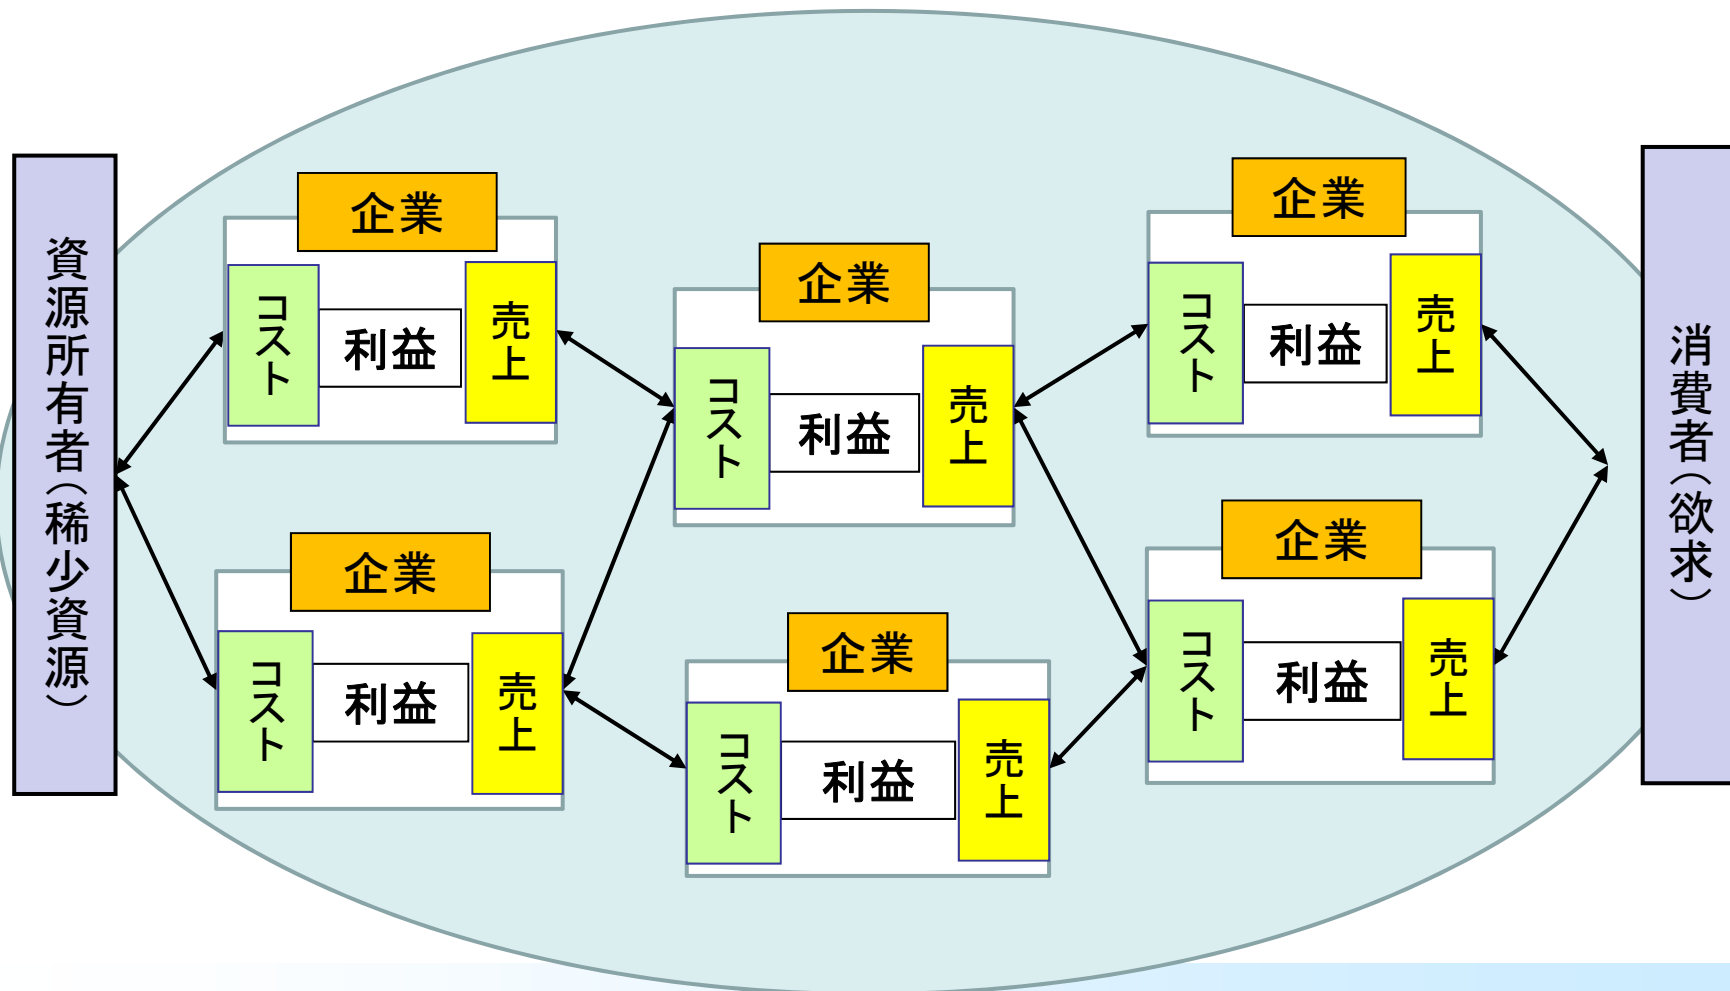 資源所有者（稀少資源）
企業
コスト
利益
売上
企業
コスト
利益
売上
企業
コスト
利益
売上
企業
コスト
利益
売上
企業
コスト
利益
売上
企業
コスト
利益
売上
消費者（欲求）